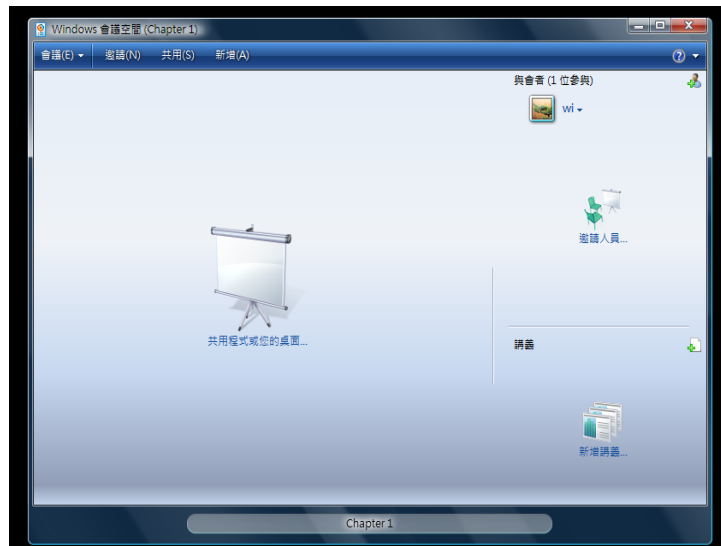 Windows 會議空間 (Chapter 1)
會議(E) 邀請(N) 共用(S) 新增(A)
與會者 (1 位參與)
wi
邀請人員...
共用程式或您的桌面...
講義
新增講義...
Chapter 1